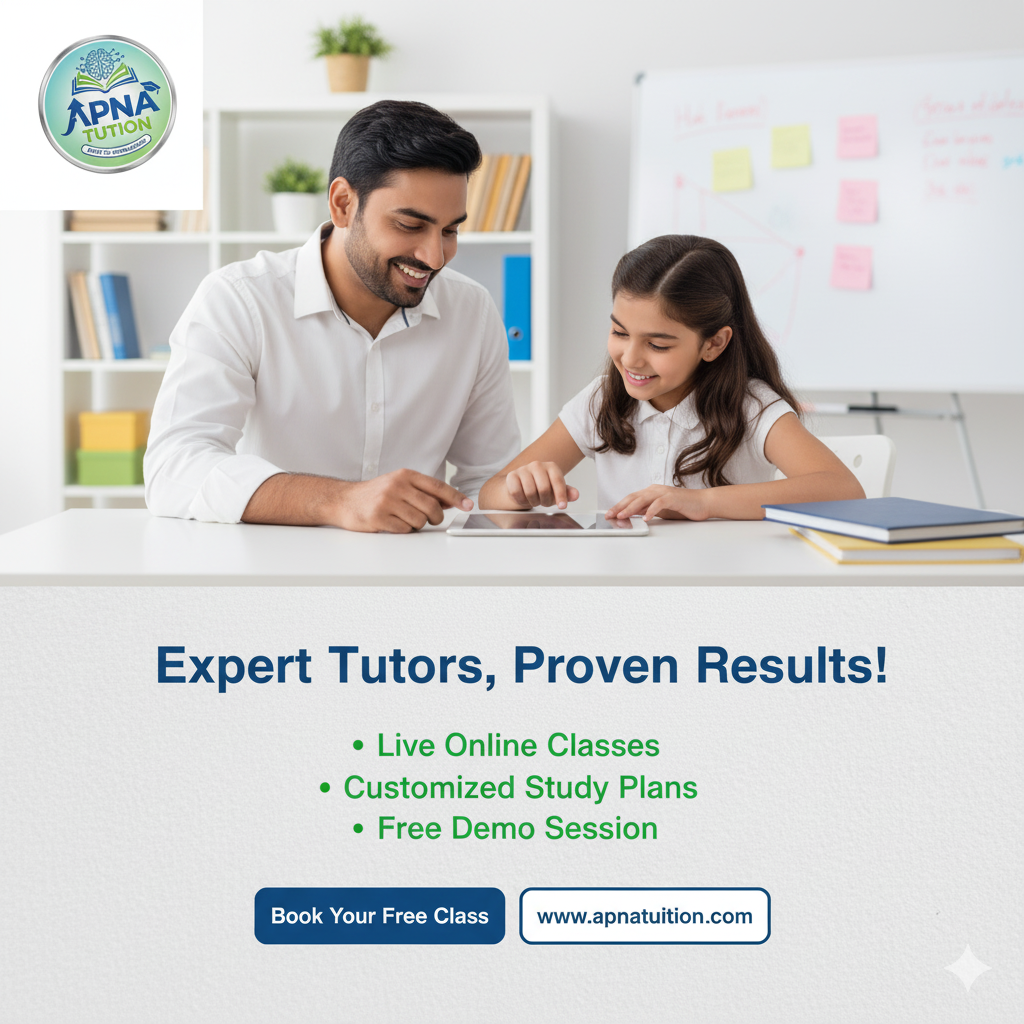 APNA
TUTION
Expert Tutors, Proven Results!
• Live Online Classes
• Customized Study Plans
• Free Demo Session
Book Your Free Class
www.apnatuition.com